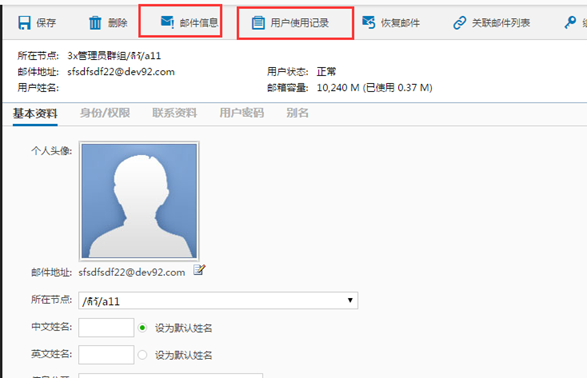 保存 删除 邮件信息 用户使用记录 恢复邮件 关联邮件列表
所在节点: 3x管理员群组/ลิโ/a11
邮件地址: sfsdfsdf22@dev92.com 用户状态: 正常
用户姓名: 邮箱容量: 10,240 M (已使用 0.37 M)
基本资料 身份/权限 联系资料 用户密码 别名
个人头像:
邮件地址: sfsdfsdf22@dev92.com
所在节点: /ลิโ/a11
中文姓名: 设为默认姓名
英文姓名: 设为默认姓名